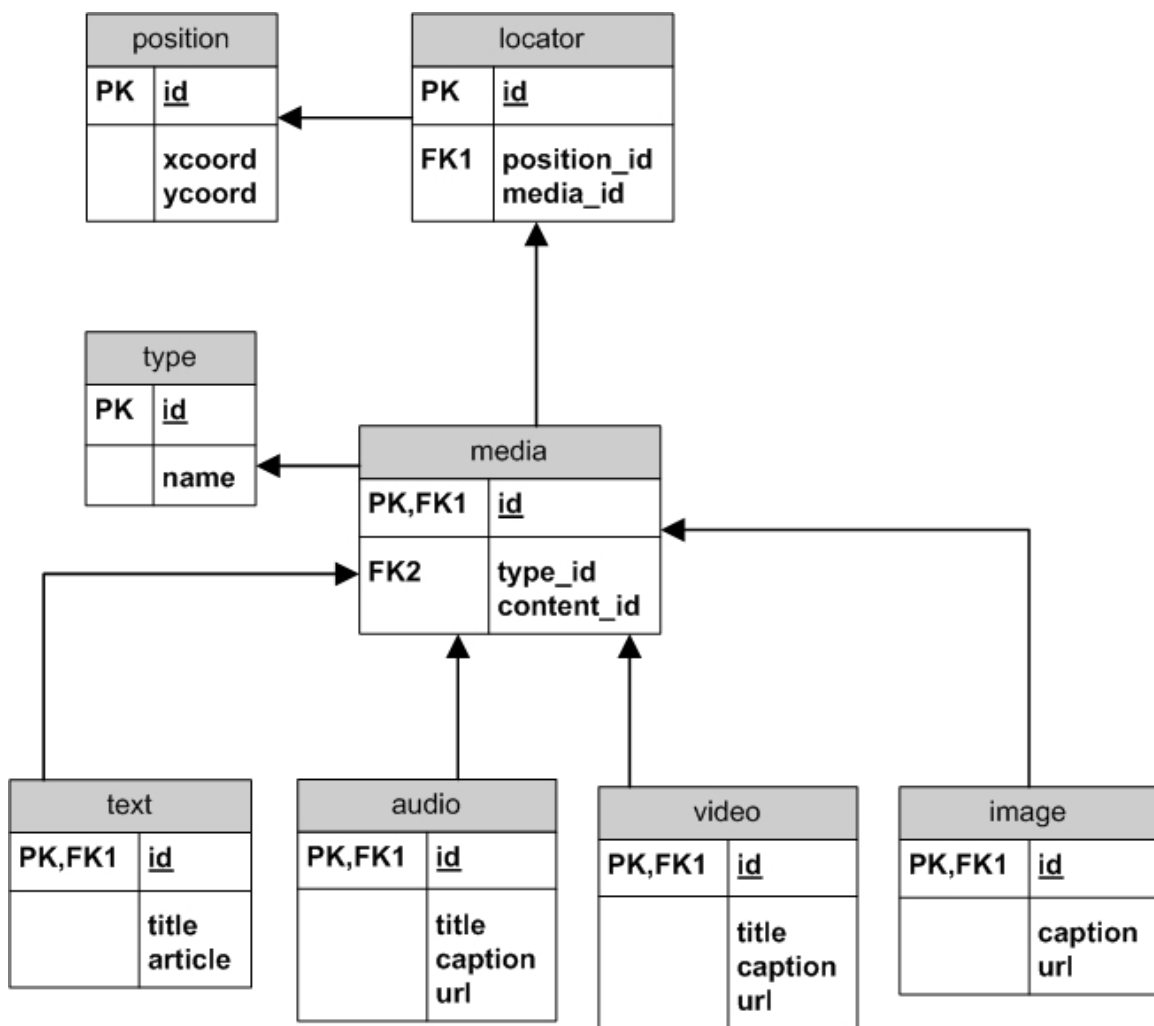 position
PK id
xcoord
ycoord
locator
PK id
FK1 position_id
media_id
type
PK id
name
media
PK,FK1 id
FK2 type_id
content_id
text
PK,FK1 id
title
article
audio
PK,FK1 id
title
caption
url
video
PK,FK1 id
title
caption
url
image
PK,FK1 id
caption
url